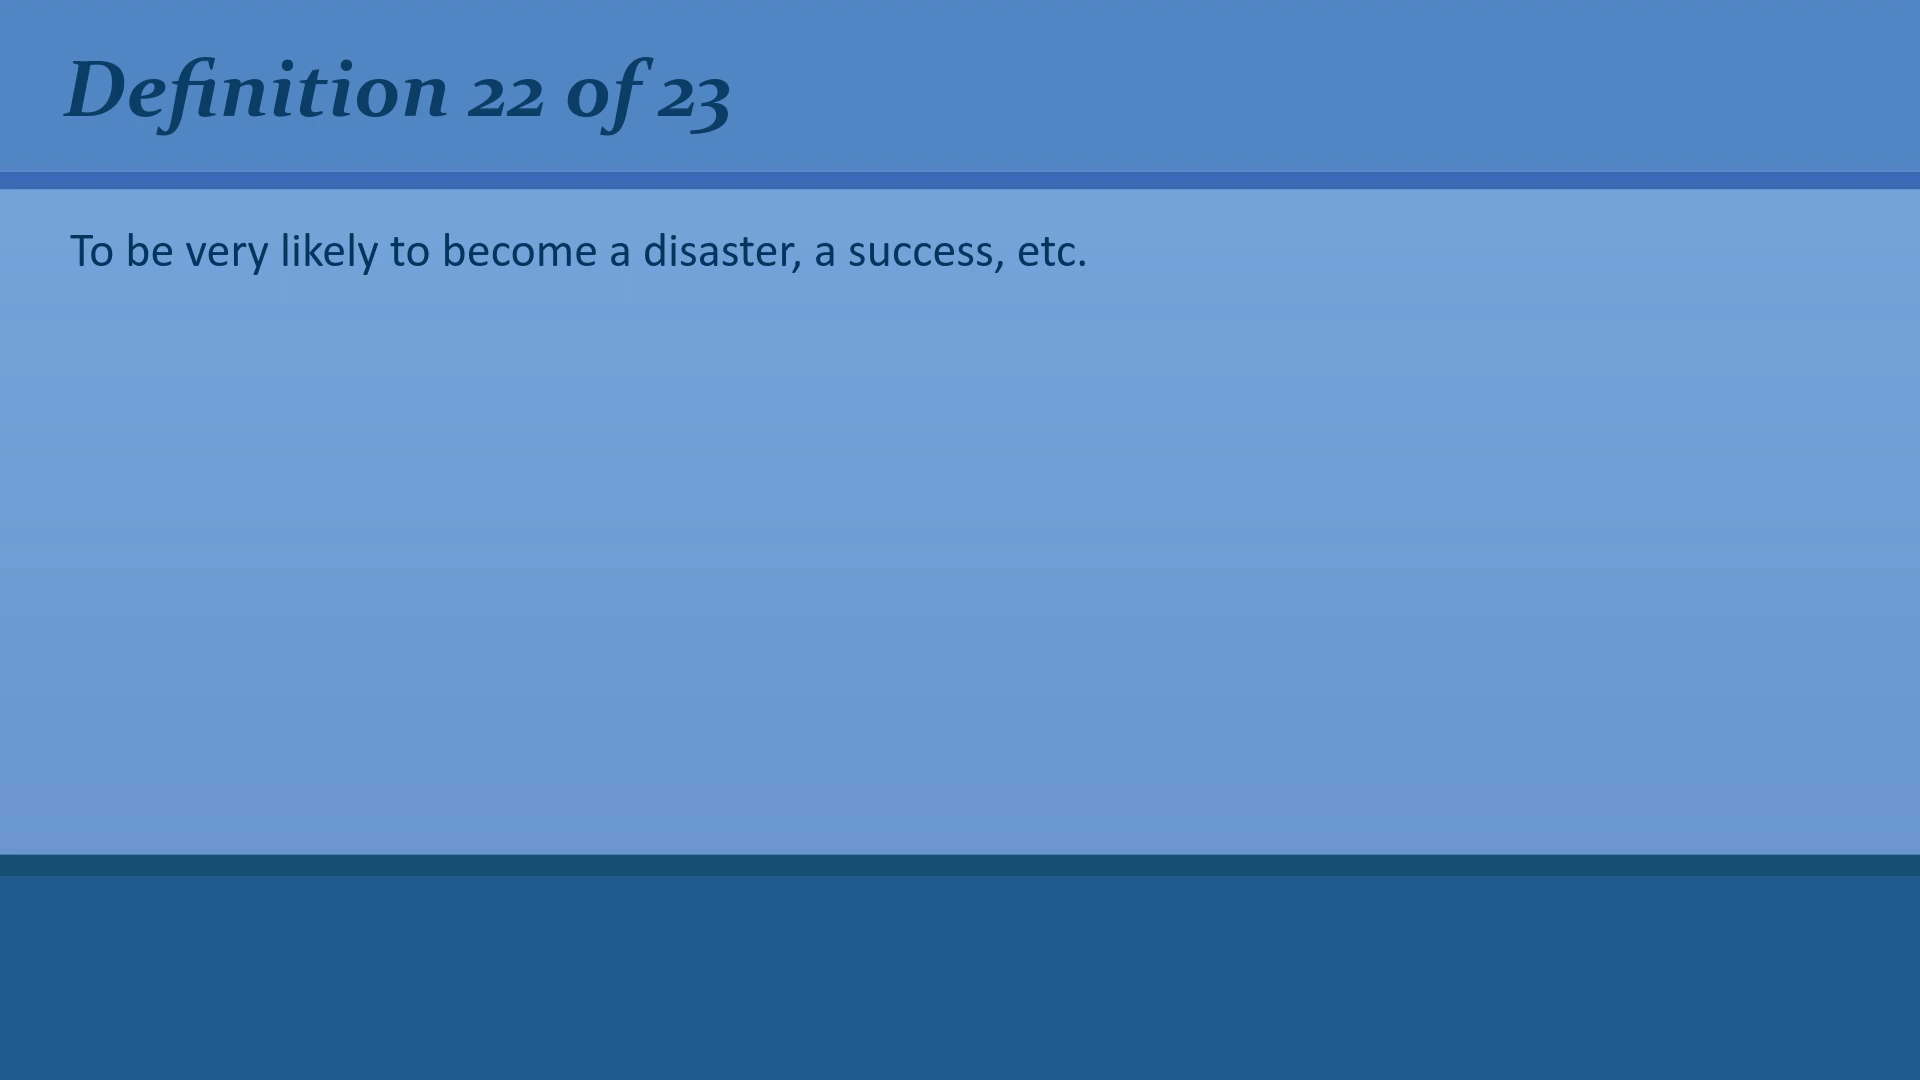 Definition 22 of 23
To be very likely to become a disaster, a success, etc.